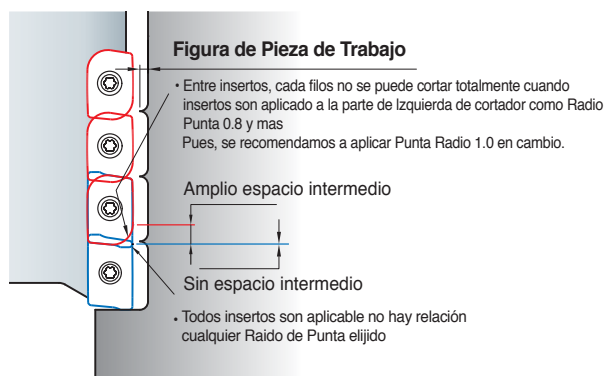 Figura de Pieza de Trabajo
• Entre insertos, cada filos no se puede cortar totalmente cuando
insertos son aplicado a la parte de Izquierda de cortador como Radio
Punta 0.8 y mas
Pues, se recomendamos a aplicar Punta Radio 1.0 en cambio.
Amplio espacio intermedio
Sin espacio intermedio
• Todos insertos son aplicable no hay relación
cualquier Raido de Punta elijido